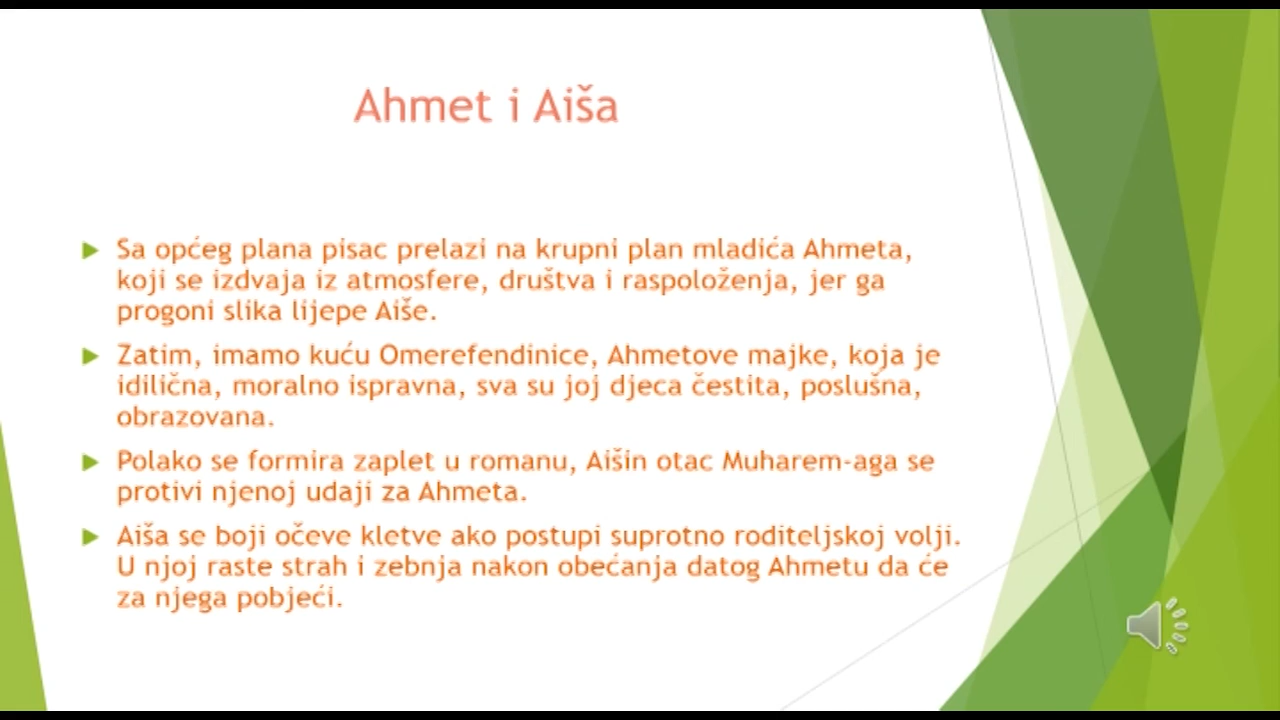 Ahmet i Aiša
Sa općeg plana pisac prelazi na krupni plan mladića Ahmeta,
koji se izdvaja iz atmosfere, društva i raspoloženja, jer ga
progoni slika lijepe Aiše.
Zatim, imamo kuću Omerefendinice, Ahmetove majke, koja je
idilična, moralno ispravna, sva su joj djeca čestita, poslušna,
obrazovana.
Polako se formira zaplet u romanu, Aišin otac Muharem-aga se
protivi njenoj udaji za Ahmeta.
Aiša se boji očeve kletve ako postupi suprotno roditeljskoj volji.
U njoj raste strah i zebnja nakon obećanja datog Ahmetu da će
za njega pobjeći.